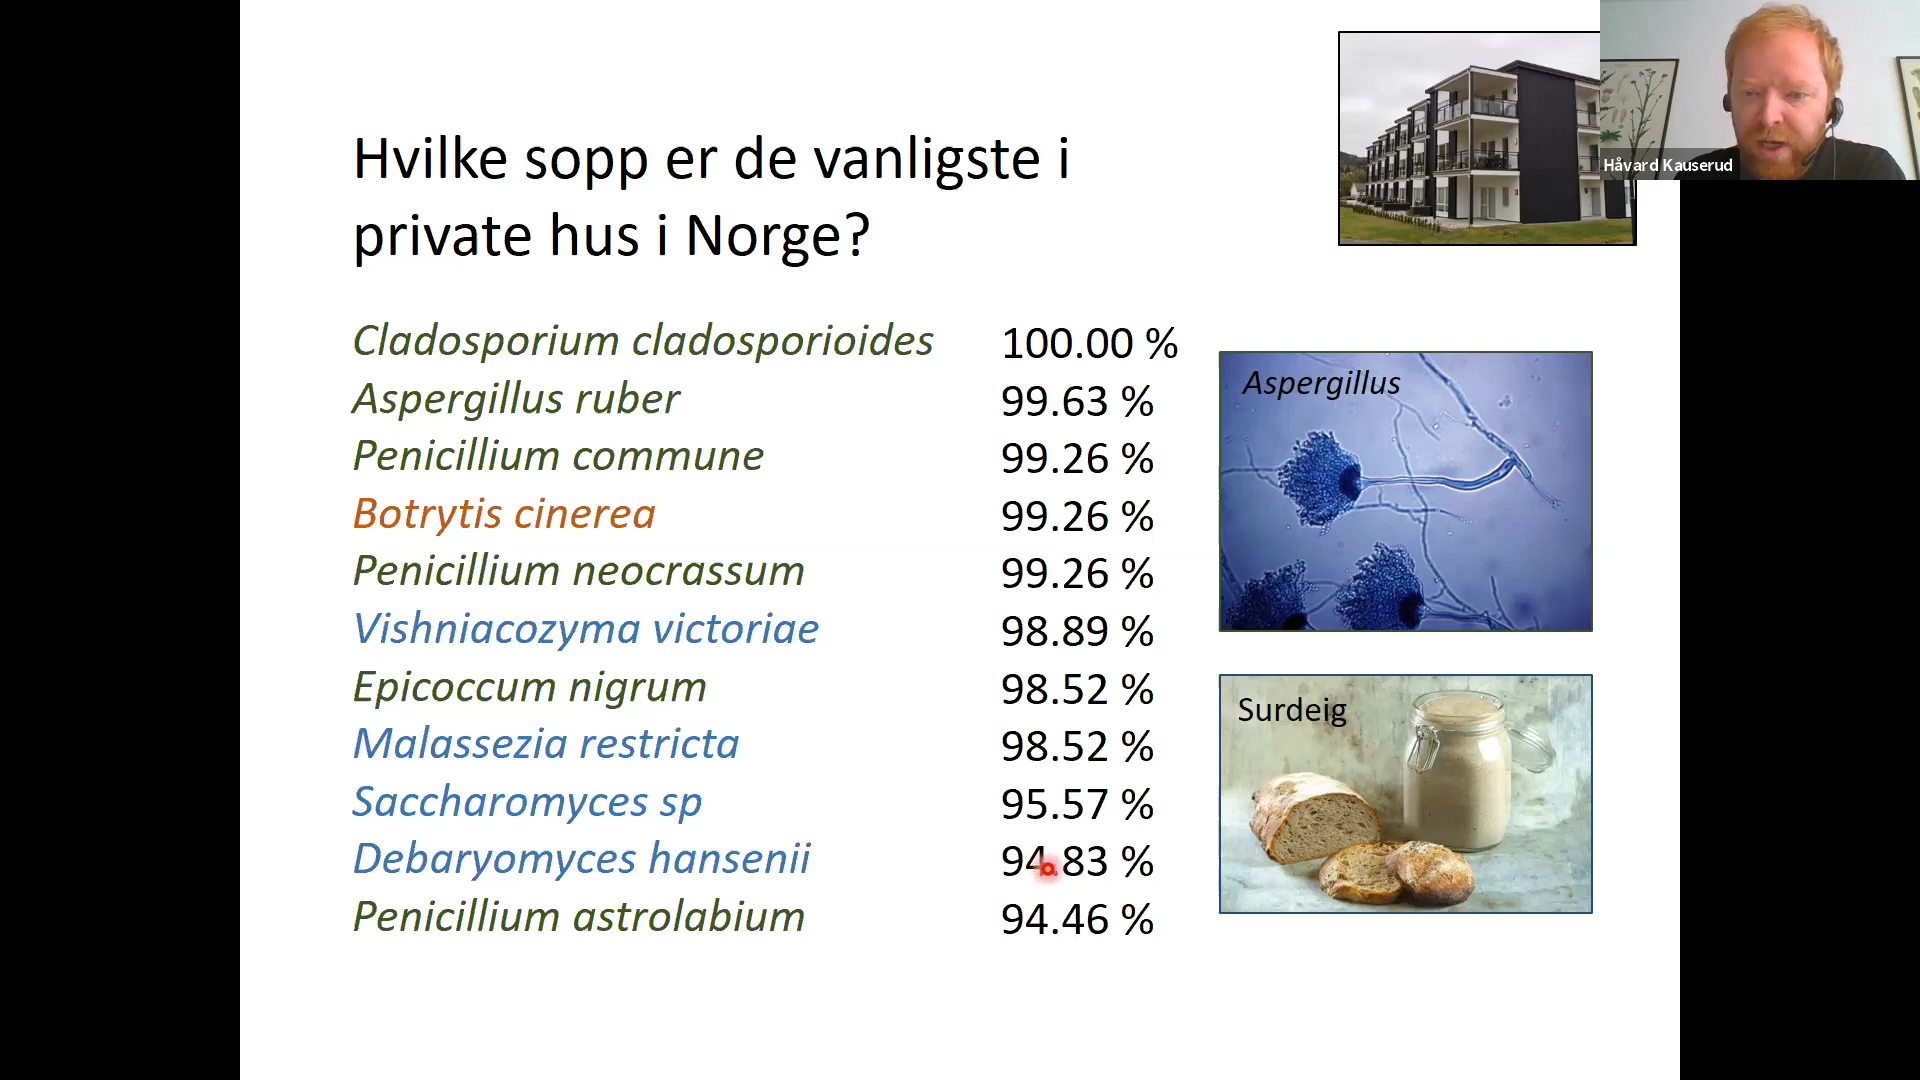 Håvard Kauserud
Hvilke sopp er de vanligste i
private hus i Norge?
Cladosporium cladosporioides 100.00 %
Aspergillus ruber 99.63 %
Penicillium commune 99.26 %
Botrytis cinerea 99.26 %
Penicillium neocrassum 99.26 %
Vishniacozyma victoriae 98.89 %
Epicoccum nigrum 98.52 %
Malassezia restricta 98.52 %
Saccharomyces sp 95.57 %
Debaryomyces hansenii 94.83 %
Penicillium astrolabium 94.46 %
Aspergillus
Surdeig